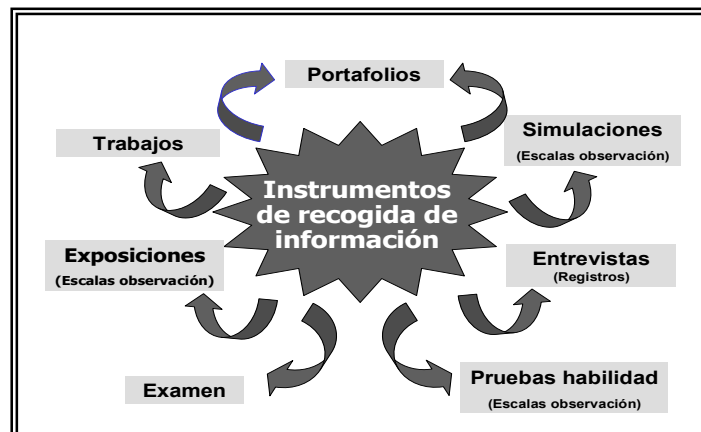 Portafolios
Trabajos
Simulaciones
(Escalas observación)
Instrumentos
de recogida de
información
Exposiciones
(Escalas observación)
Entrevistas
(Registros)
Examen
Pruebas habilidad
(Escalas observación)